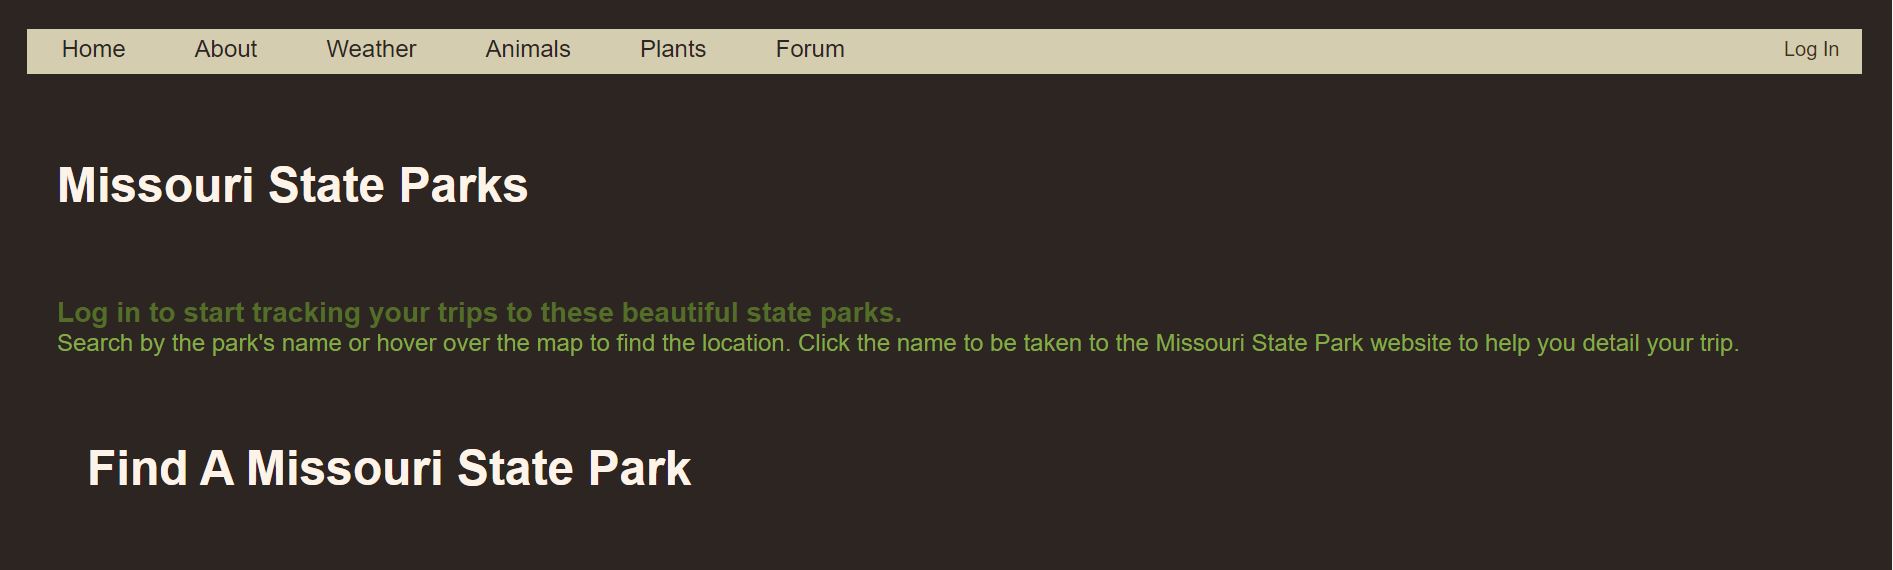 Home About Weather Animals Plants Forum Log In
Missouri State Parks
Log in to start tracking your trips to these beautiful state parks.
Search by the park's name or hover over the map to find the location. Click the name to be taken to the Missouri State Park website to help you detail your trip.
Find A Missouri State Park